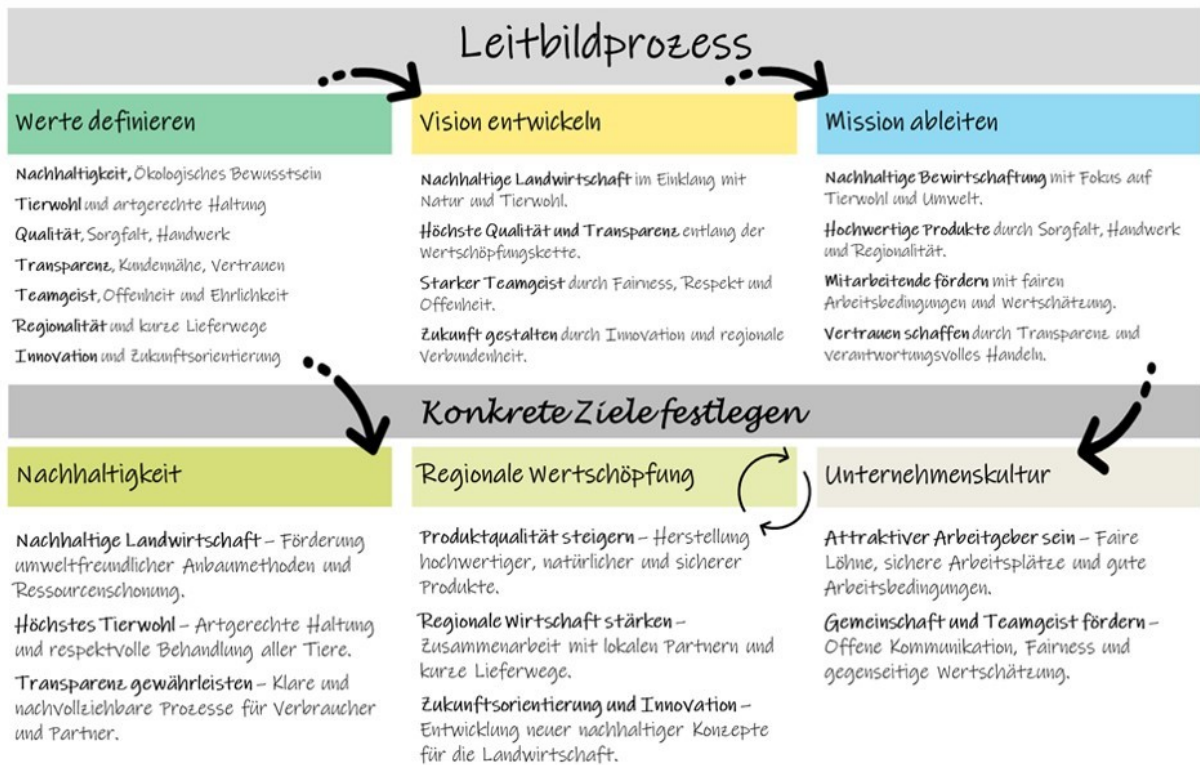 Leitbildprozess
Werte definieren
Nachhaltigkeit, Ökologisches Bewusstsein
Tierwohl und artgerechte Haltung
Qualität, Sorgfalt, Handwerk
Transparenz, Kundennähe, Vertrauen
Teamgeist, Offenheit und Ehrlichkeit
Regionalität und kurze Lieferwege
Innovation und Zukunftsorientierung
Vision entwickeln
Nachhaltige Landwirtschaft im Einklang mit
Natur und Tierwohl.
Höchste Qualität und Transparenz entlang der
Wertschöpfungskette.
Starker Teamgeist durch Fairness, Respekt und
Offenheit.
Zukunft gestalten durch Innovation und regionale
Verbundenheit.
Mission ableiten
Nachhaltige Bewirtschaftung mit Fokus auf
Tierwohl und Umwelt.
Hochwertige Produkte durch Sorgfalt, Handwerk
und Regionalität.
Mitarbeitende fördern mit fairen
Arbeitsbedingungen und Wertschätzung.
Vertrauen schaffen durch Transparenz und
verantwortungsvolles Handeln.
Konkrete Ziele festlegen
Nachhaltigkeit
Nachhaltige Landwirtschaft – Förderung
umweltfreundlicher Anbaumethoden und
Ressourcenschonung.
Höchstes Tierwohl – Artgerechte Haltung
und respektvolle Behandlung aller Tiere.
Transparenz gewährleisten – Klare und
nachvollziehbare Prozesse für Verbraucher
und Partner.
Regionale Wertschöpfung
Produktqualität steigern – Herstellung
hochwertiger, natürlicher und sicherer
Produkte.
Regionale Wirtschaft stärken –
Zusammenarbeit mit lokalen Partnern und
kurze Lieferwege.
Zukunftsorientierung und Innovation –
Entwicklung neuer nachhaltiger Konzepte
für die Landwirtschaft.
Unternehmenskultur
Attraktiver Arbeitgeber sein – Faire
Löhne, sichere Arbeitsplätze und gute
Arbeitsbedingungen.
Gemeinschaft und Teamgeist fördern –
Offene Kommunikation, Fairness und
gegenseitige Wertschätzung.